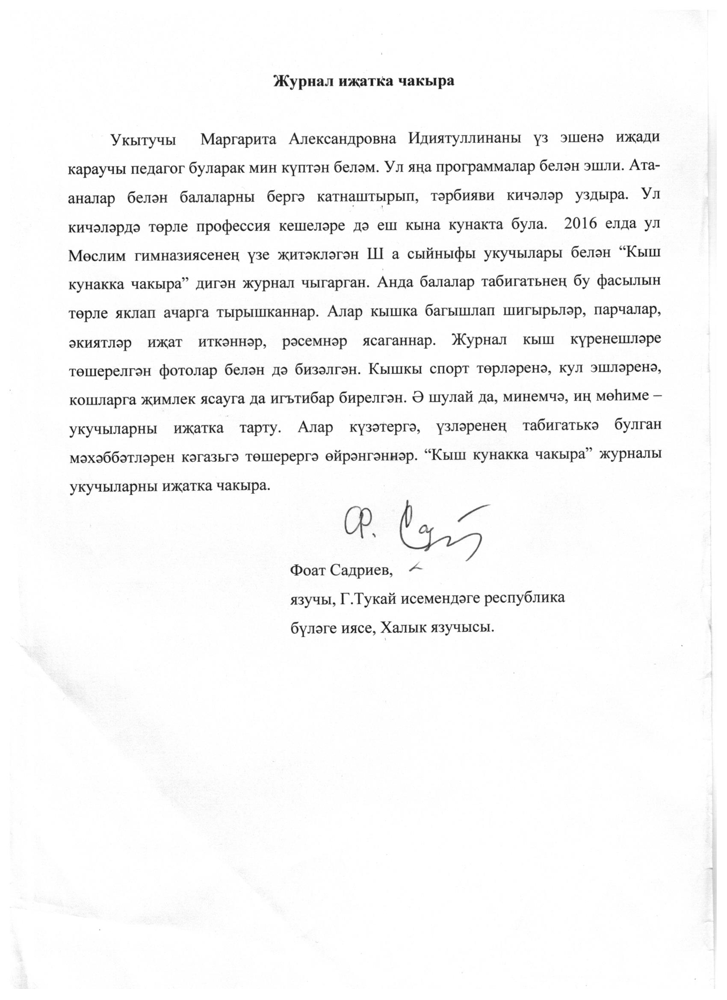 Журнал иҗатка чакыра
Укытучы Маргарита Александровна Идиятуллинаны үз эшенә иҗади
караучы педагог буларак мин күптән беләм. Ул яңа программалар белән эшли. Ата-
аналар белән балаларны бергә катнаштырып, тәрбияви кичәләр уздыра. Ул
кичәләрдә төрле профессия кешеләре дә еш кына кунакта була. 2016 елда ул
Мөслим гимназиясенең үзе җитәкләгән Ш а сыйныфы укучылары белән “Кыш
кунакка чакыра” дигән журнал чыгарган. Анда балалар табигатьнең бу фасылын
төрле яклап ачарга тырышканнар. Алар кышка багышлап шигырьләр, парчалар,
әкиятләр иҗат иткәннәр, рәсемнәр ясаганнар. Журнал кыш күренешләре
төшерелгән фотолар белән дә бизәлгән. Кышкы спорт төрләренә, кул эшләренә,
кошларга җимлек ясауга да игътибар бирелгән. Ә шулай да, минемчә, иң мөһиме –
укучыларны иҗатка тарту. Алар күзәтергә, үзләренең табигатькә булган
мәхәббәтләрен кәгазьгә төшерергә өйрәнгәннәр. “Кыш кунакка чакыра” журналы
укучыларны иҗатка чакыра.
Фоат Садриев,
язучы, Г.Тукай исемендәге республика
бүләге иясе, Халык язучысы.